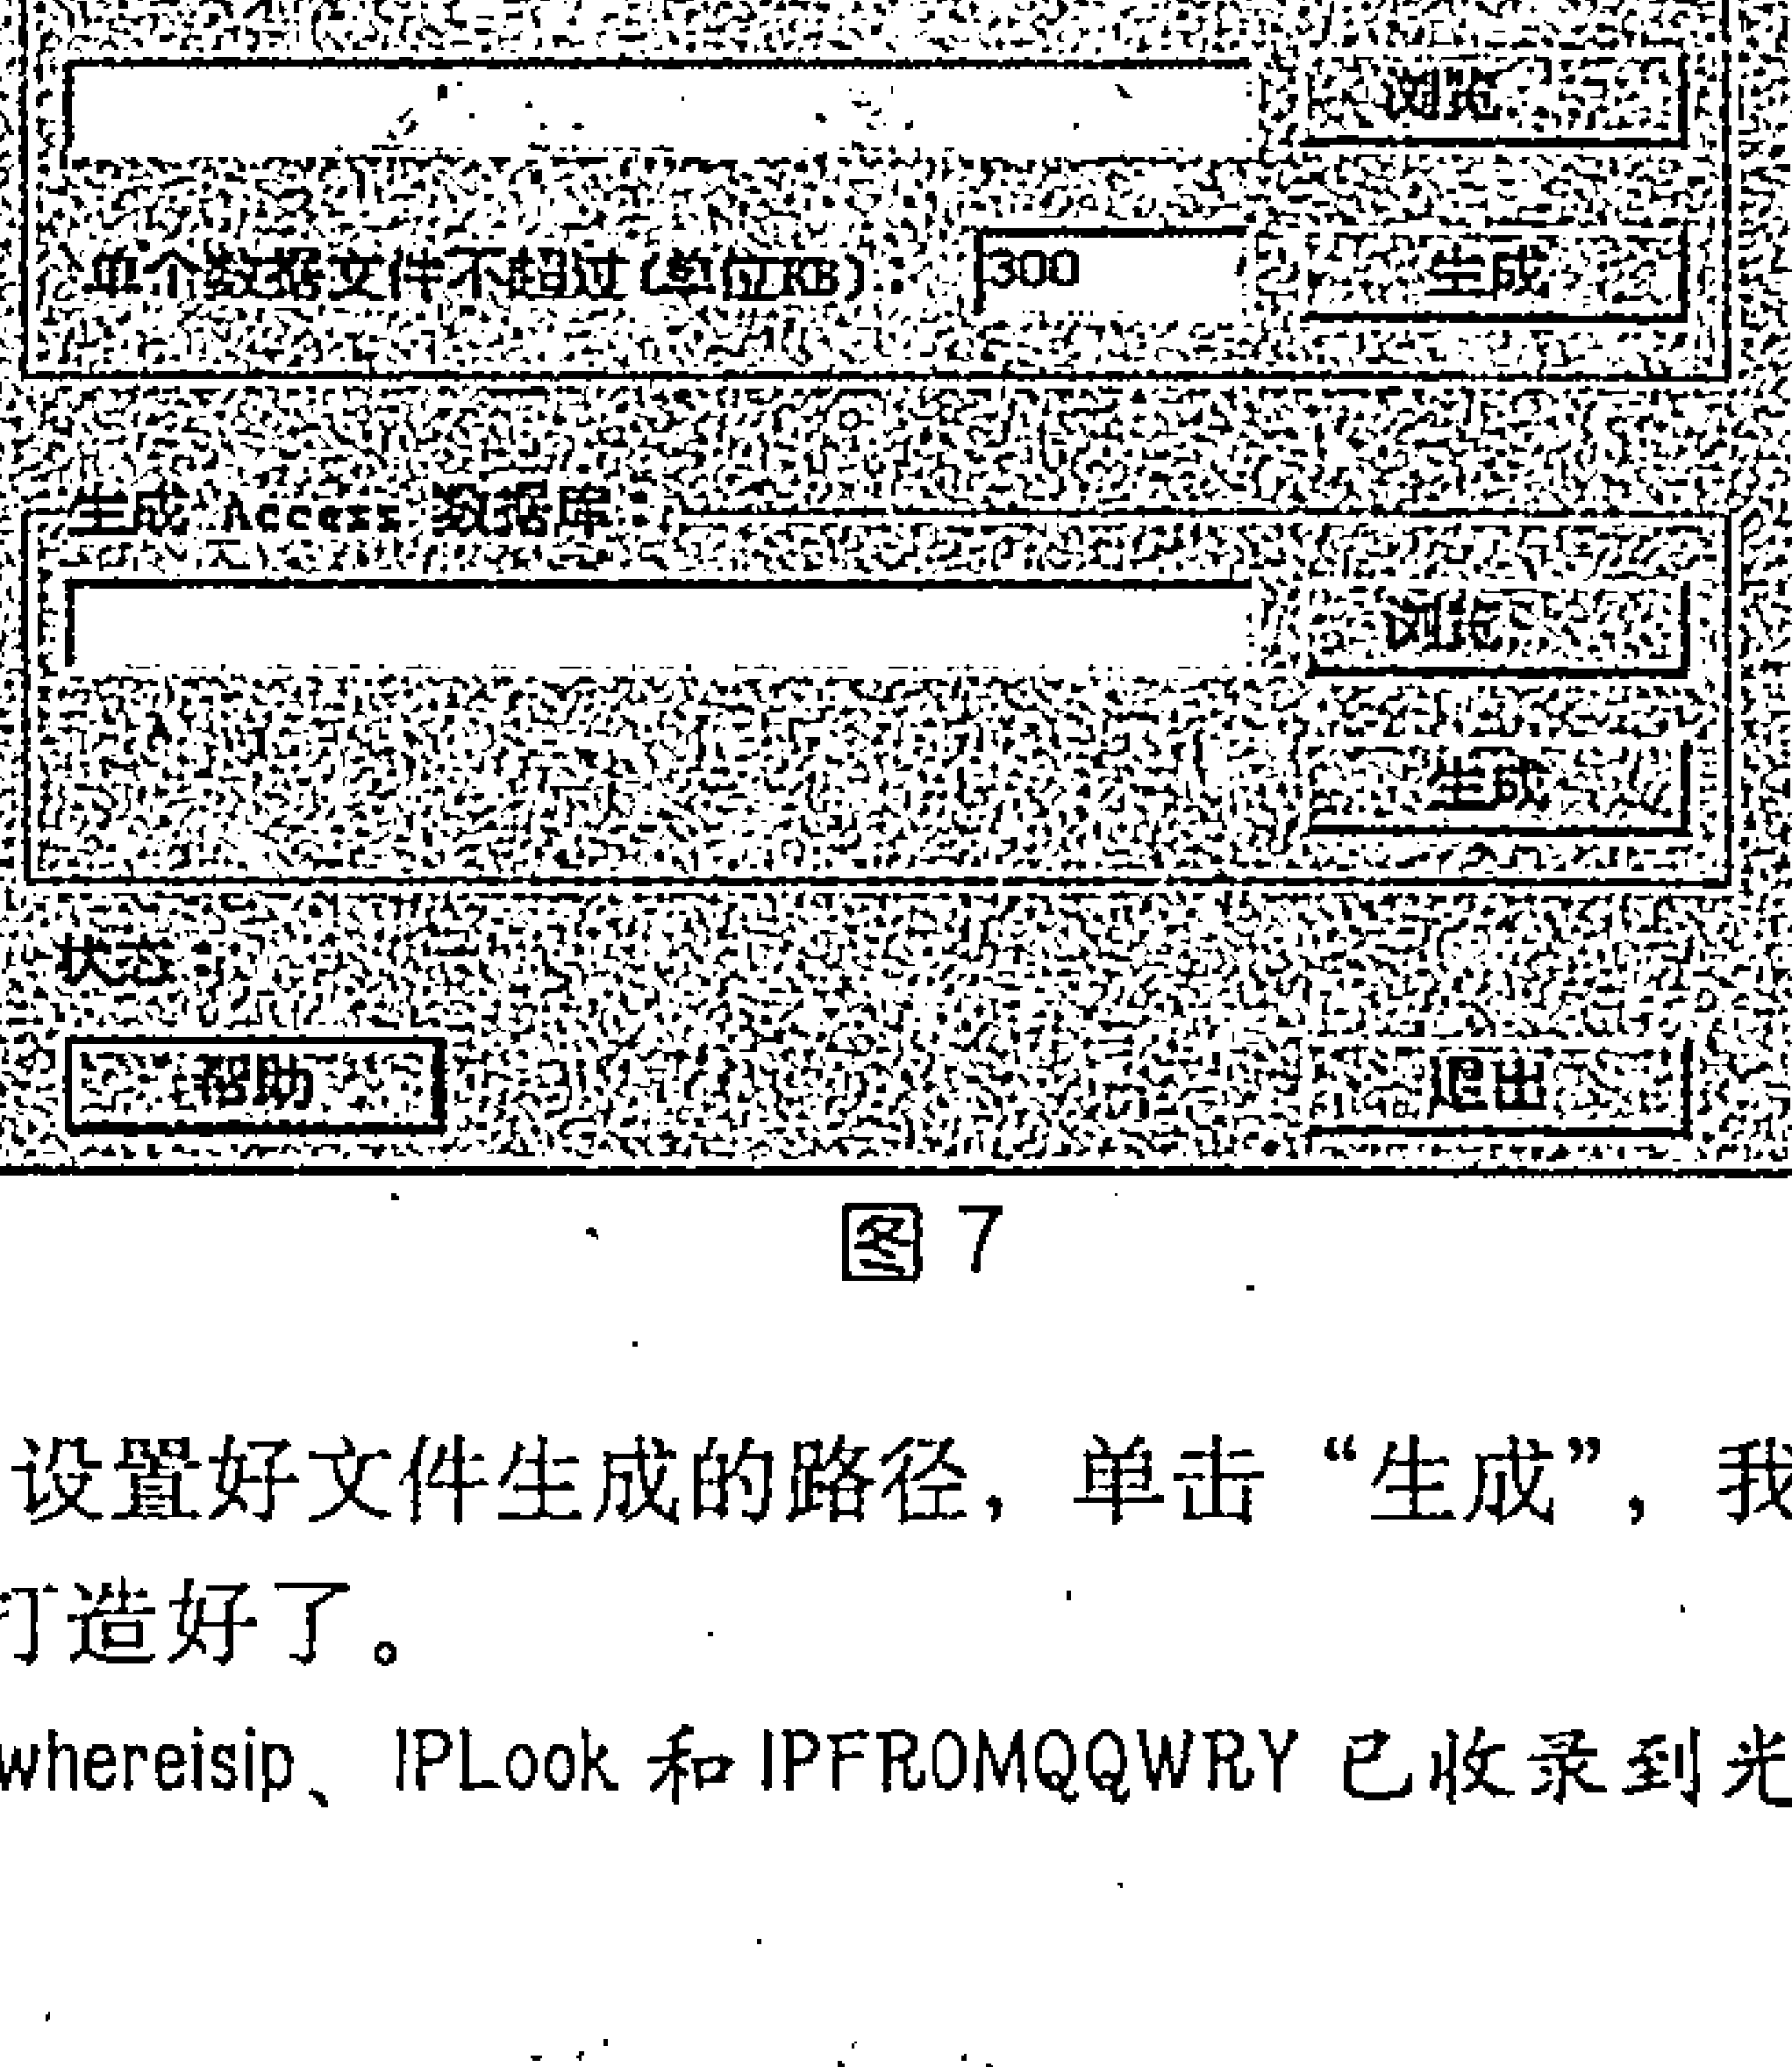 浏览
单个数据文件不超过(单位KB): 300 生成
生成 Access 数据库:
浏览
生成
状态:
帮助 退出
图 7
设置好文件生成的路径，单击“生成”，我
打造好了。
whereisip、IPLook 和 IPFROMQQWRY 已收录到光